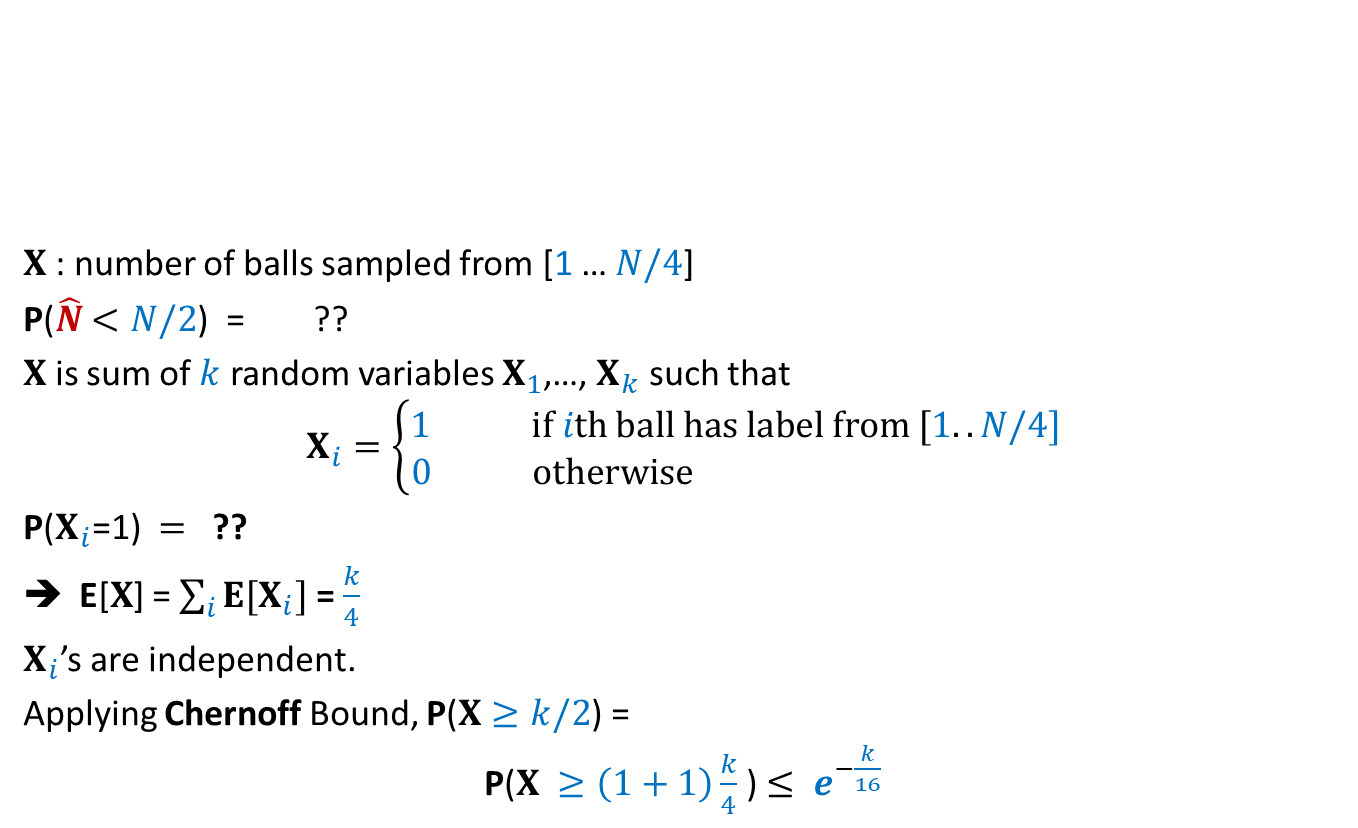 𝐗 : number of balls sampled from [1 … N/4]
P(N̂ < N/2) = ??
𝐗 is sum of k random variables 𝐗₁,…, 𝐗ₖ such that
𝐗ᵢ = { 1 if ith ball has label from [1. . N/4]
0 otherwise
P(𝐗ᵢ=1) = ??
➔ E[𝐗] = ∑ᵢ 𝐄[𝐗ᵢ] = k/4
𝐗ᵢ’s are independent.
Applying Chernoff Bound, P(𝐗 ≥ k/2) =
P(𝐗 ≥ (1 + 1) k/4 ) ≤ e^(−k/16)